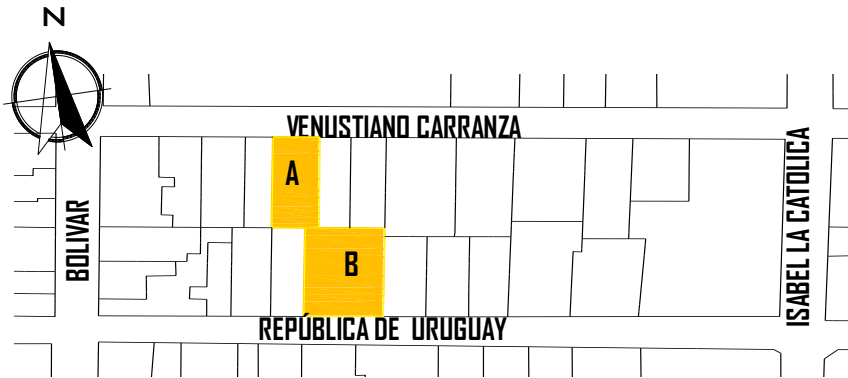 N
VENUSTIANO CARRANZA
A
BOLIVAR
B
ISABEL LA CATOLICA
REPÚBLICA DE URUGUAY